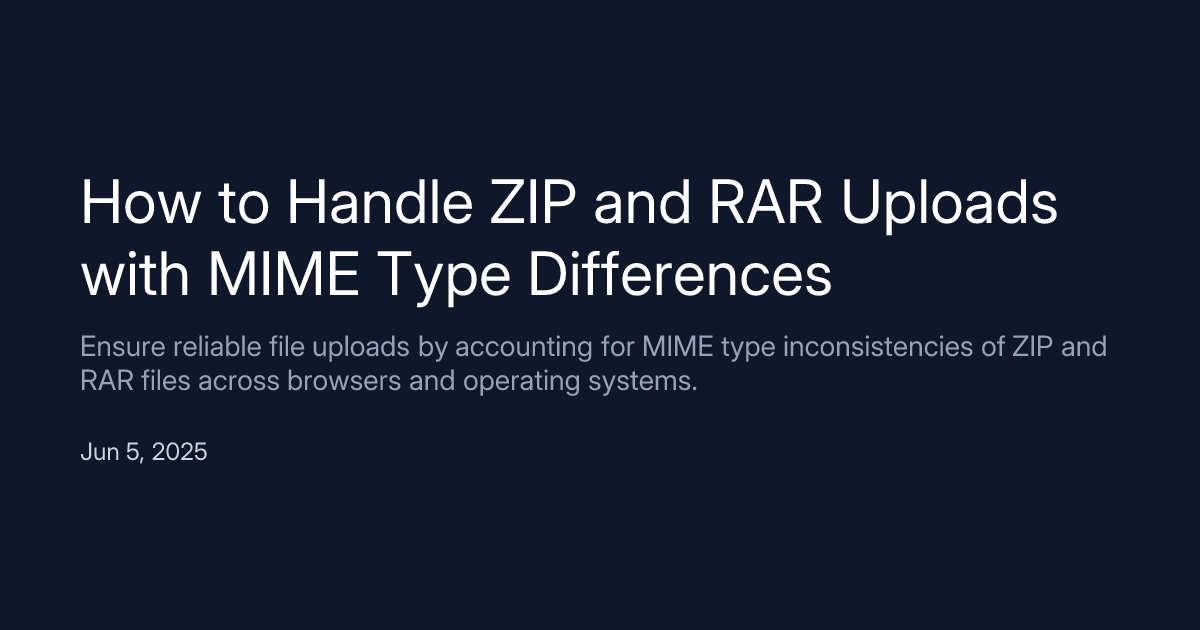 How to Handle ZIP and RAR Uploads
with MIME Type Differences
Ensure reliable file uploads by accounting for MIME type inconsistencies of ZIP and
RAR files across browsers and operating systems.
Jun 5, 2025